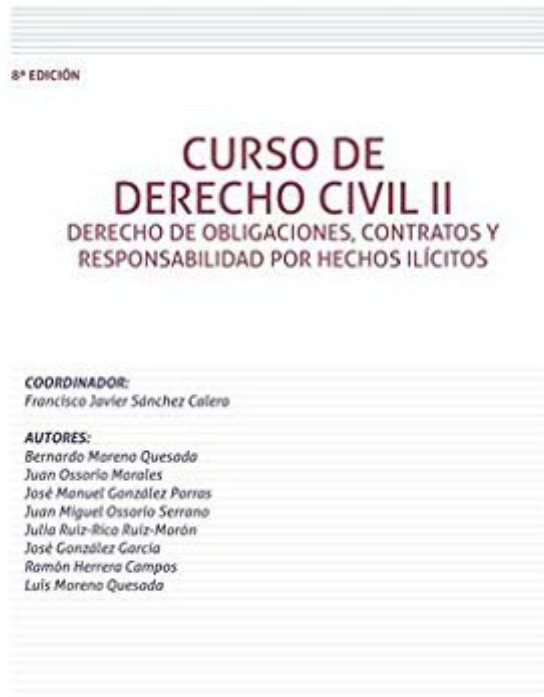 8ª EDICIÓN
CURSO DE
DERECHO CIVIL II
DERECHO DE OBLIGACIONES, CONTRATOS Y
RESPONSABILIDAD POR HECHOS ILÍCITOS
COORDINADOR:
Francisco Javier Sánchez Calero
AUTORES:
Bernardo Moreno Quesada
Juan Ossorio Morales
José Manuel González Porras
Juan Miguel Ossorio Serrano
Julia Ruiz-Rico Ruiz-Morón
José González García
Ramón Herrera Campos
Luis Moreno Quesada